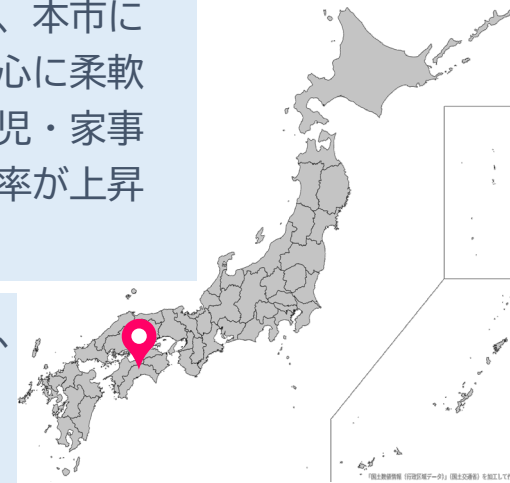 、本市に
心に柔軟
児・家事
率が上昇
、
「国土数値情報（行政区域データ）」（国土交通省）を加工して作